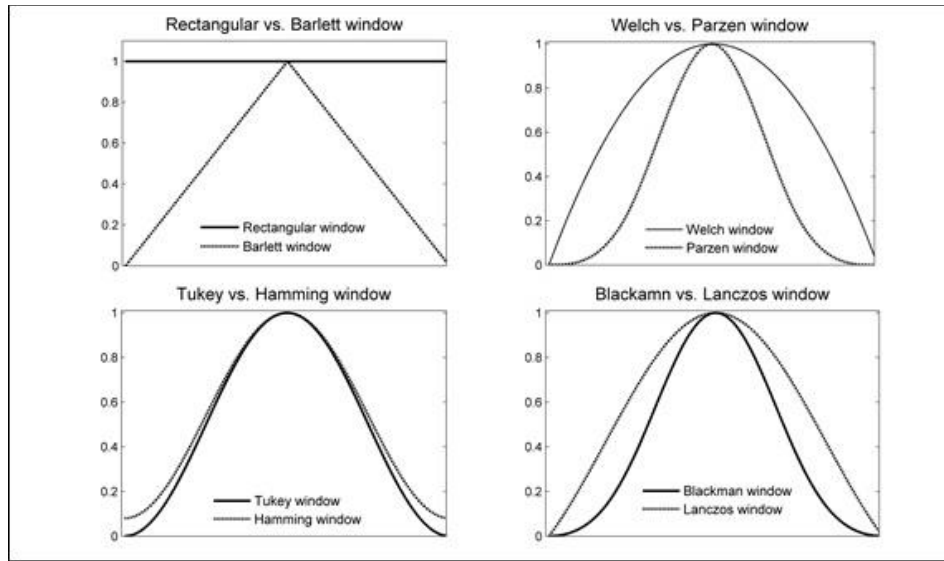 Rectangular vs. Barlett window
1
0.8
0.6
0.4
0.2
0
Rectangular window
Barlett window
Welch vs. Parzen window
1
0.8
0.6
0.4
0.2
0
Welch window
Parzen window
Tukey vs. Hamming window
1
0.8
0.6
0.4
0.2
0
Tukey window
Hamming window
Blackamn vs. Lanczos window
1
0.8
0.6
0.4
0.2
0
Blackman window
Lanczos window